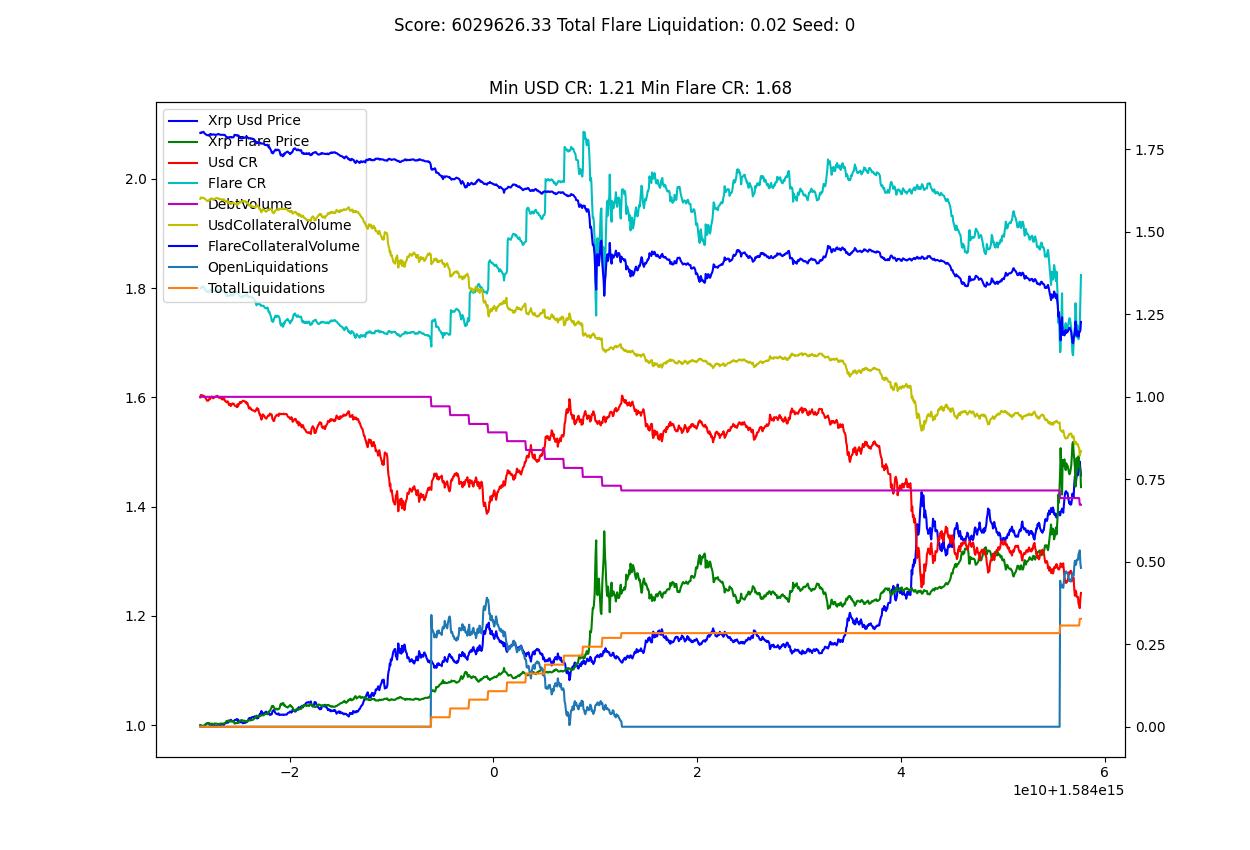 Score: 6029626.33 Total Flare Liquidation: 0.02 Seed: 0
Min USD CR: 1.21 Min Flare CR: 1.68
Xrp Usd Price
Xrp Flare Price
Usd CR
Flare CR
DebtVolume
UsdCollateralVolume
FlareCollateralVolume
OpenLiquidations
TotalLiquidations
2.0
1.8
1.6
1.4
1.2
1.0
1.75
1.50
1.25
1.00
0.75
0.50
0.25
0.00
−2 0 2 4 6
1e10+1.584e15